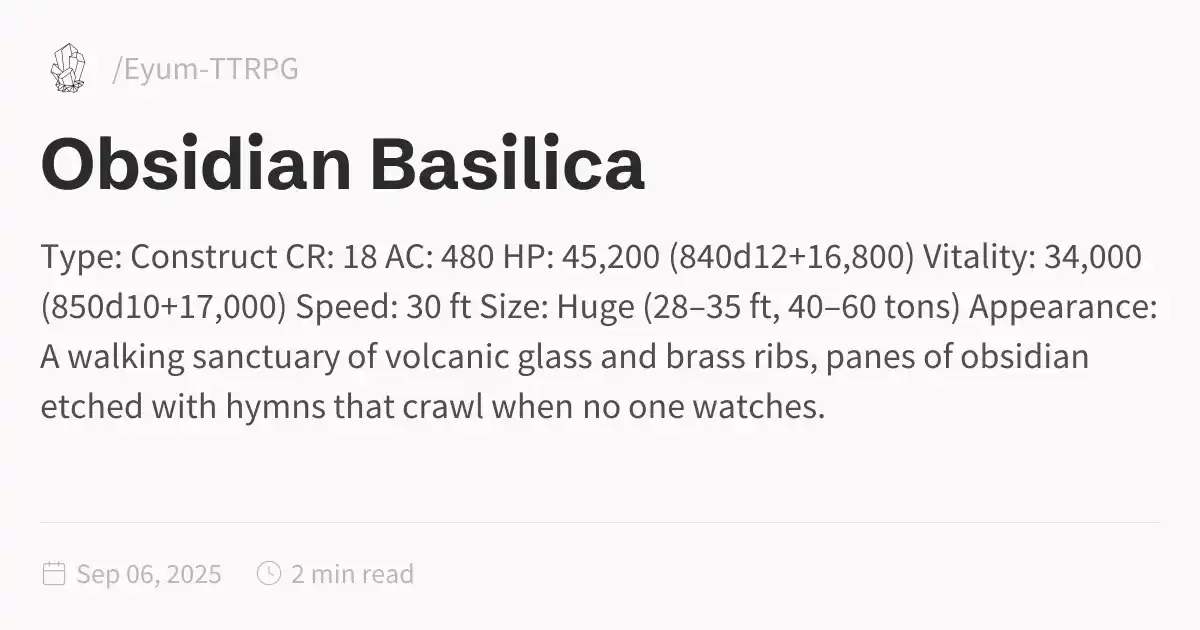 /Eyum-TTRPG
Obsidian Basilica
Type: Construct CR: 18 AC: 480 HP: 45,200 (840d12+16,800) Vitality: 34,000
(850d10+17,000) Speed: 30 ft Size: Huge (28–35 ft, 40–60 tons) Appearance:
A walking sanctuary of volcanic glass and brass ribs, panes of obsidian
etched with hymns that crawl when no one watches.
Sep 06, 2025 2 min read